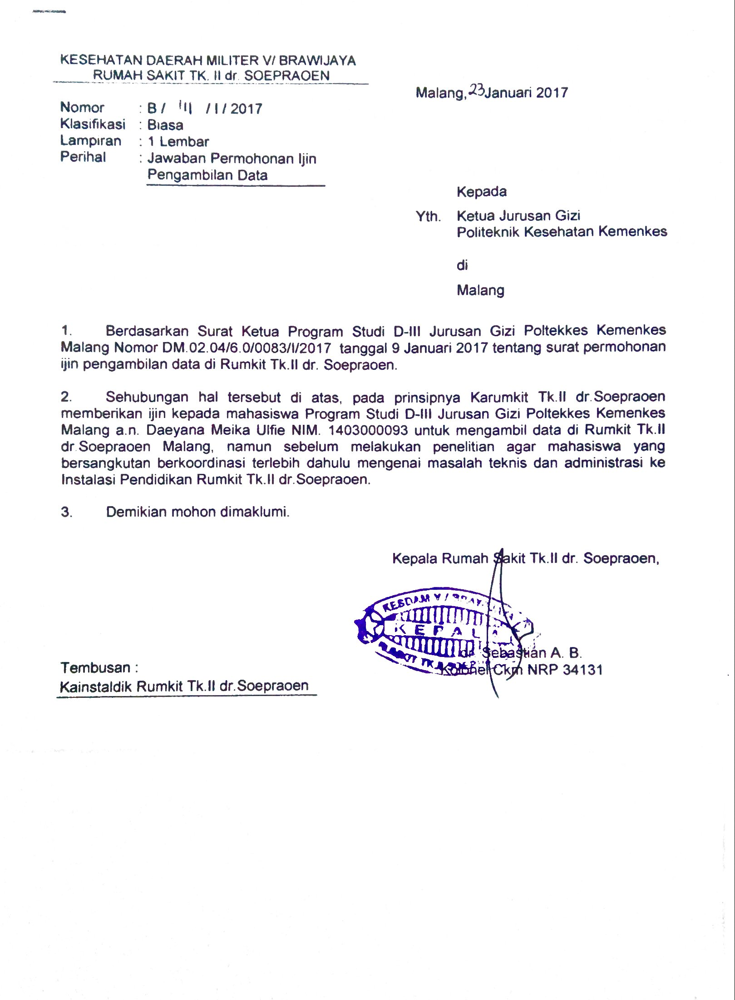 KESEHATAN DAERAH MILITER V/ BRAWIJAYA
RUMAH SAKIT TK. II dr. SOEPRAOEN
Malang, 23 Januari 2017
Nomor : B / 111 / I / 2017
Klasifikasi : Biasa
Lampiran : 1 Lembar
Perihal : Jawaban Permohonan Ijin
Pengambilan Data
Kepada
Yth. Ketua Jurusan Gizi
Politeknik Kesehatan Kemenkes
di
Malang
1. Berdasarkan Surat Ketua Program Studi D-III Jurusan Gizi Poltekkes Kemenkes
Malang Nomor DM.02.04/6.0/0083/I/2017 tanggal 9 Januari 2017 tentang surat permohonan
ijin pengambilan data di Rumkit Tk.II dr. Soepraoen.
2. Sehubungan hal tersebut di atas, pada prinsipnya Karumkit Tk.II dr.Soepraoen
memberikan ijin kepada mahasiswa Program Studi D-III Jurusan Gizi Poltekkes Kemenkes
Malang a.n. Daeyana Meika Ulfie NIM. 1403000093 untuk mengambil data di Rumkit Tk.II
dr.Soepraoen Malang, namun sebelum melakukan penelitian agar mahasiswa yang
bersangkutan berkoordinasi terlebih dahulu mengenai masalah teknis dan administrasi ke
Instalasi Pendidikan Rumkit Tk.II dr.Soepraoen.
3. Demikian mohon dimaklumi.
Kepala Rumah Sakit Tk.II dr. Soepraoen,
KESDAM V /
KEPALA
dr. Sebastian A. B.
Kolonel Ckm NRP 34131
Tembusan :
Kainstaldik Rumkit Tk.II dr.Soepraoen